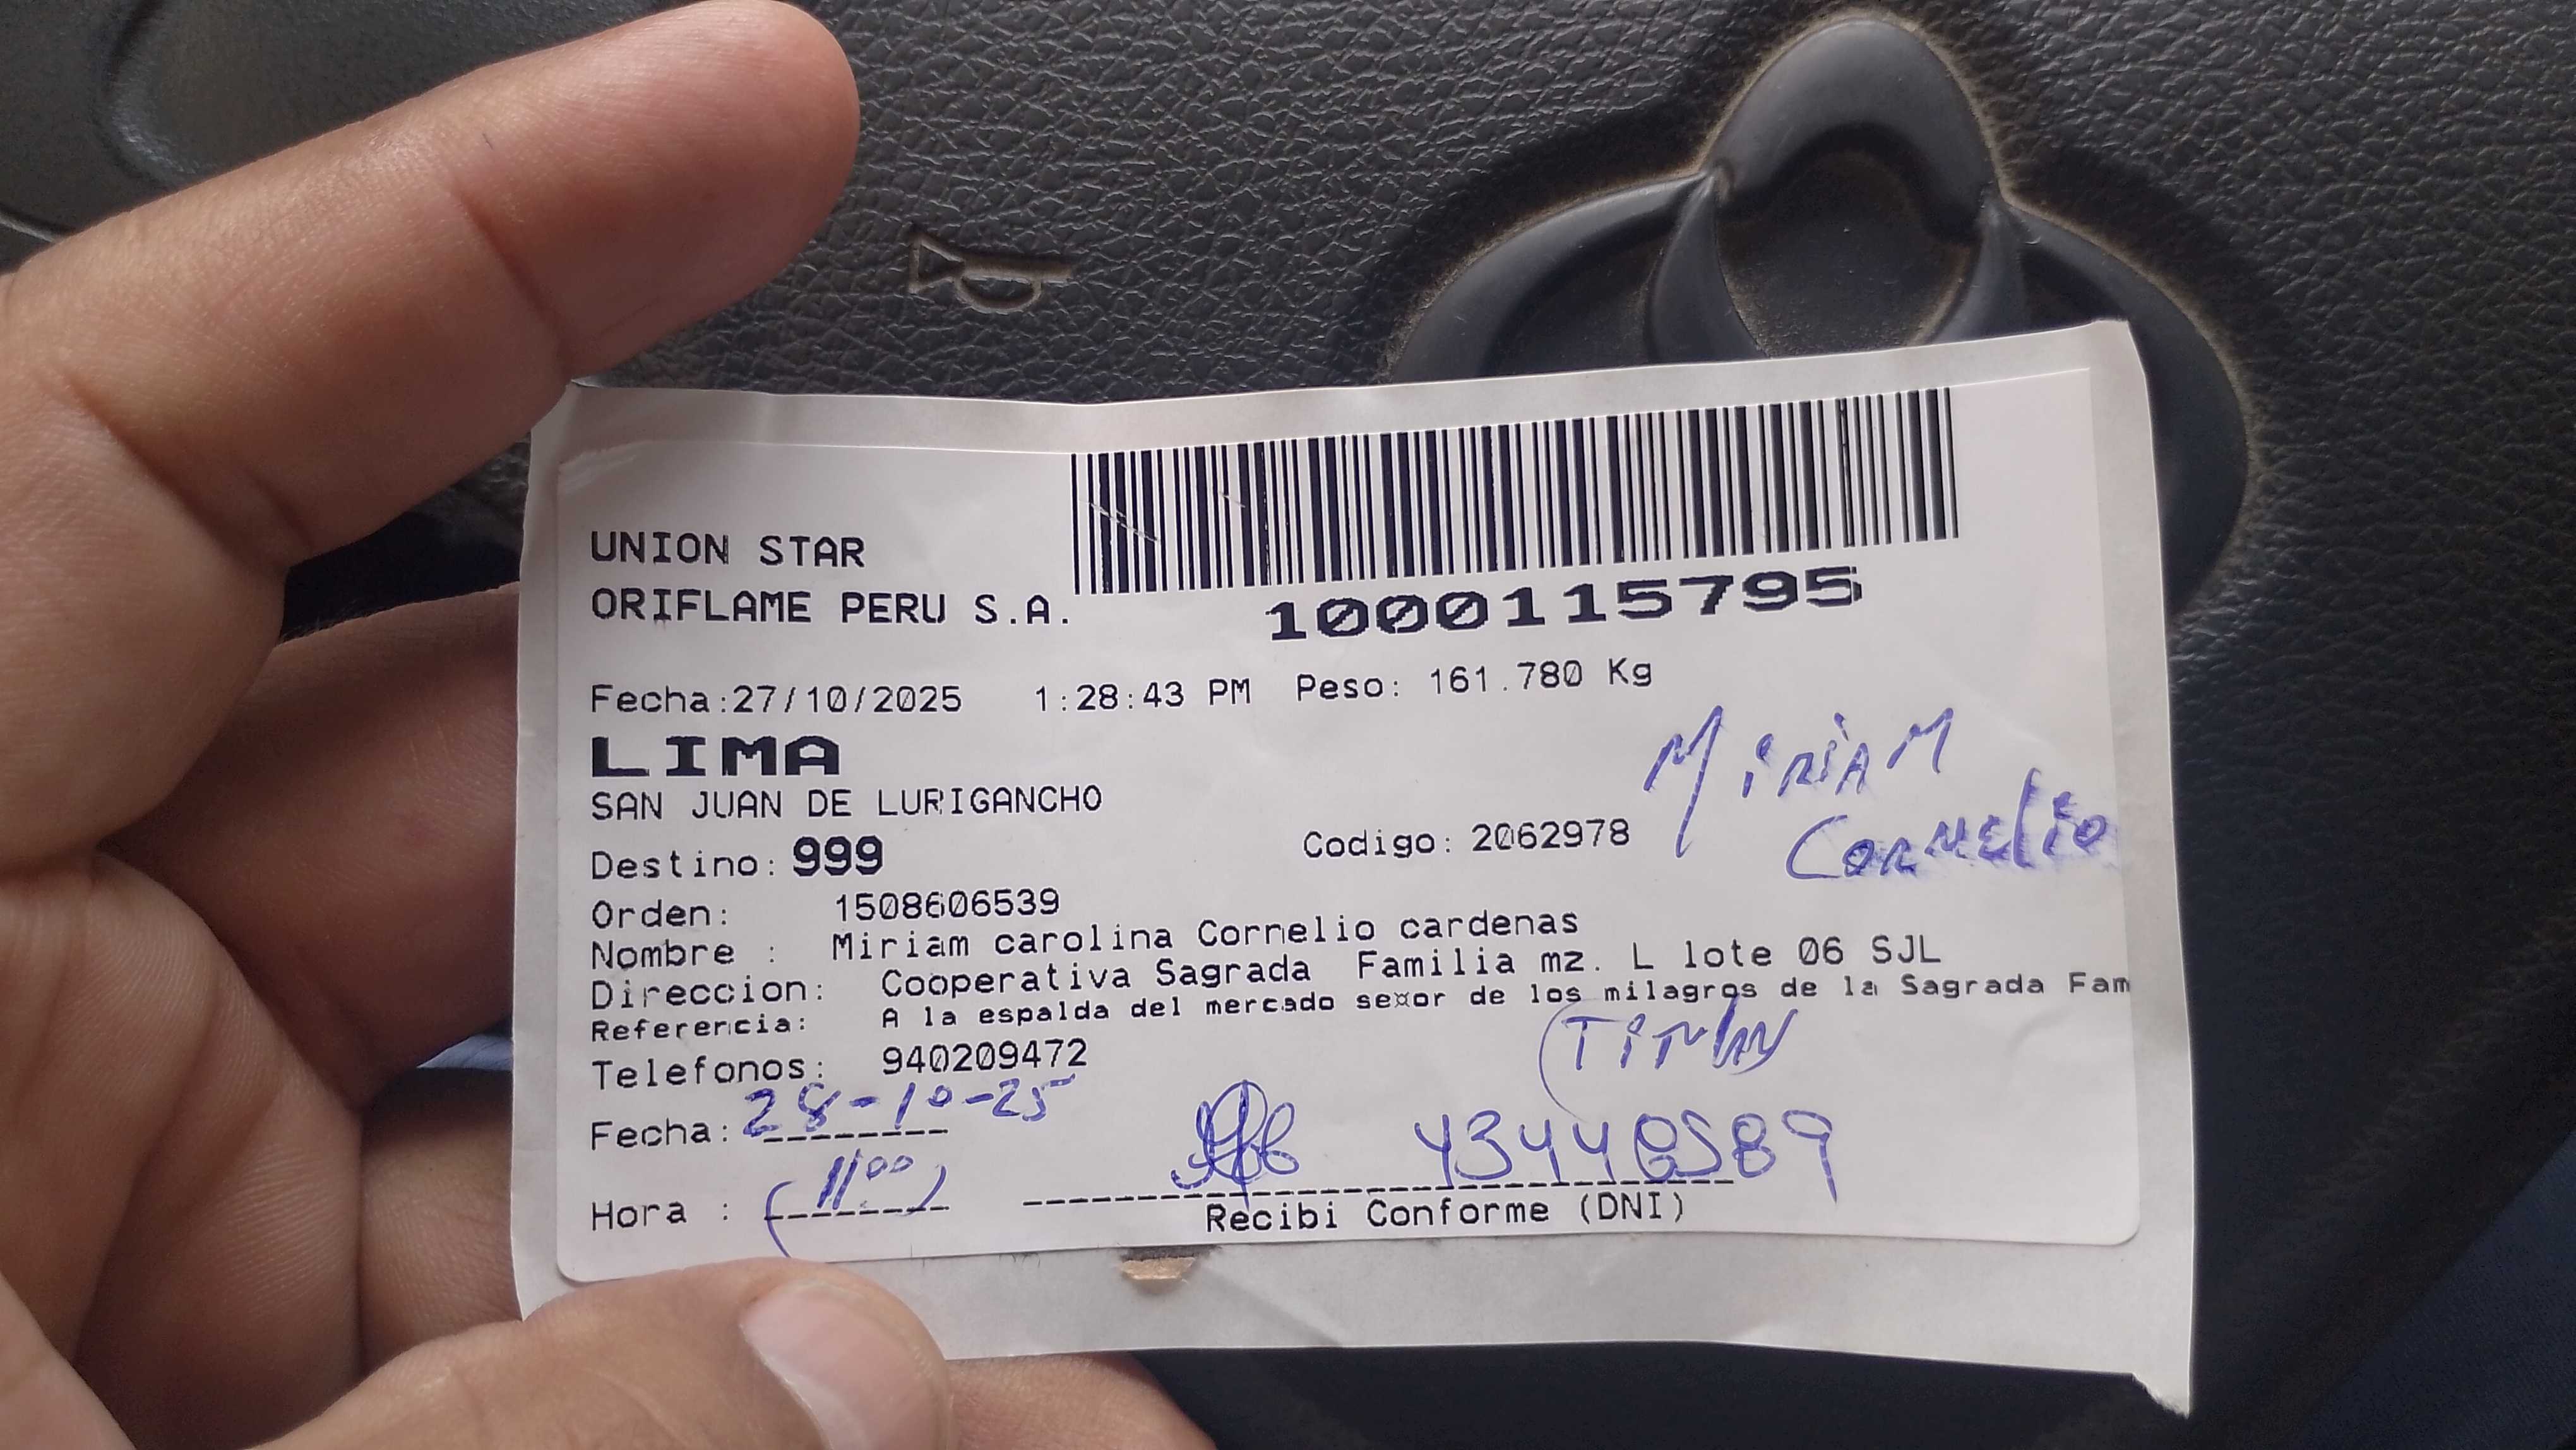 UNION STAR
ORIFLAME PERU S.A.
1000115795
Fecha:27/10/2025 1:28:43 PM Peso: 161.780 Kg
LIMA
SAN JUAN DE LURIGANCHO
MiRiAM
CORNELio
Destino: 999 Codigo: 2062978
Orden: 1508606539
Nombre : Miriam carolina Cornelio cardenas
Direccion: Cooperativa Sagrada Familia mz. L lote 06 SJL
Referencia: A la espalda del mercado se¤or de los milagros de la Sagrada Fam
Telefonos: 940209472
Fecha: 28-10-25
Hora : (11:00)
Recibi Conforme (DNI)